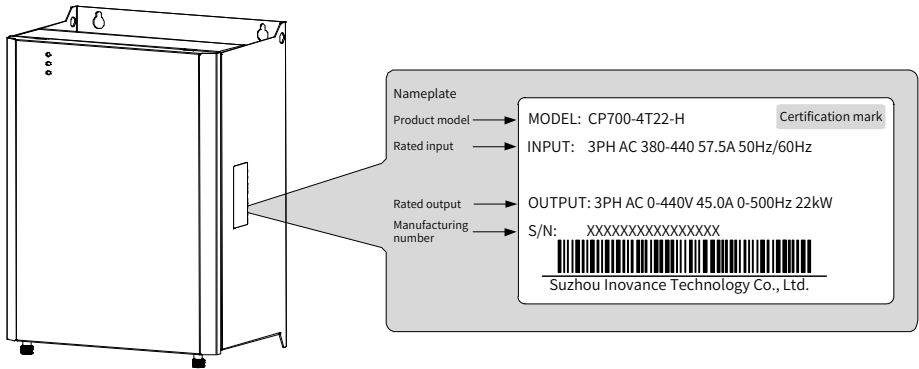 Nameplate
Product model
MODEL: CP700-4T22-H
Certification mark
Rated input
INPUT: 3PH AC 380-440 57.5A 50Hz/60Hz
Rated output
OUTPUT: 3PH AC 0-440V 45.0A 0-500Hz 22kW
Manufacturing
number
S/N: XXXXXXXXXXXXXXXX
Suzhou Inovance Technology Co., Ltd.